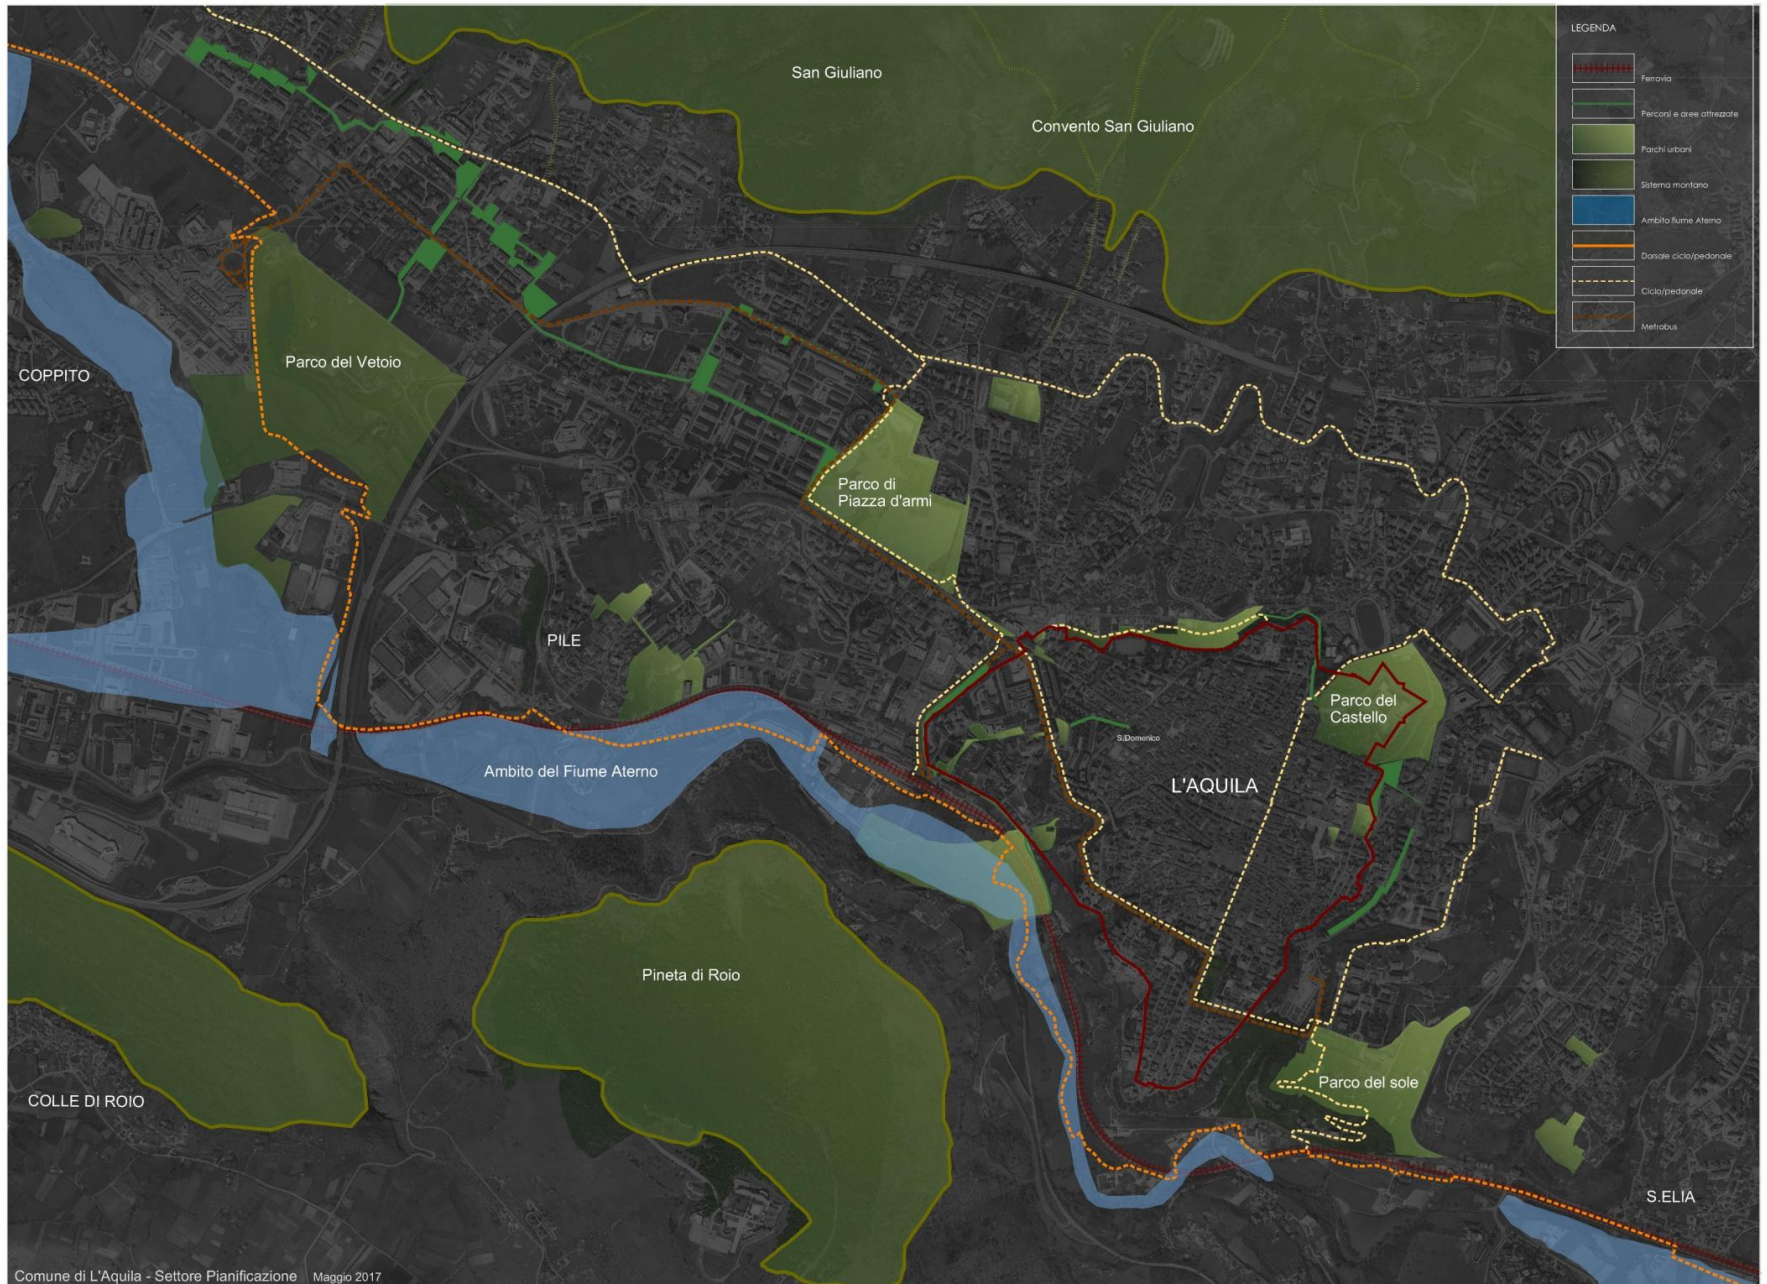 LEGENDA
Ferrovia
Percorsi e aree attrezzate
Parchi urbani
Sistema montano
Ambito fiume Aterno
Dorsale ciclo/pedonale
Ciclo/pedonale
Metrobus
San Giuliano
Convento San Giuliano
Parco del Vetoio
COPPITO
Parco di
Piazza d'armi
PILE
Parco del
Castello
S.Domenico
Ambito del Fiume Aterno
L'AQUILA
Pineta di Roio
Parco del sole
COLLE DI ROIO
S.ELIA
Comune di L'Aquila - Settore Pianificazione Maggio 2017